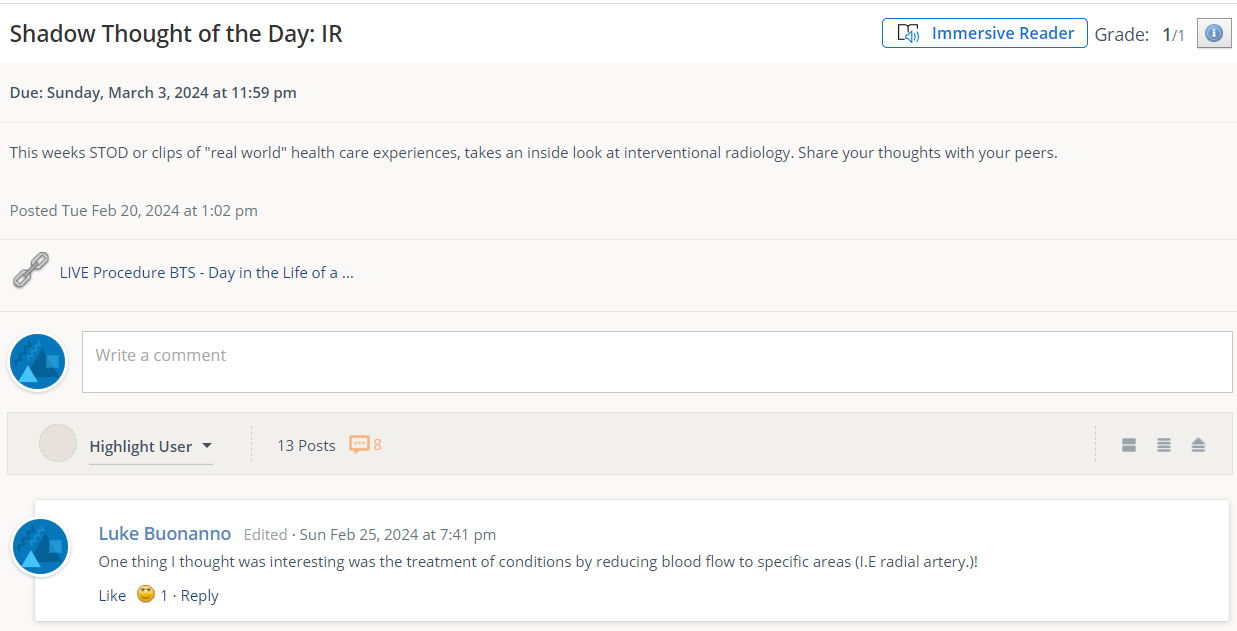 Shadow Thought of the Day: IR
Immersive Reader
Grade: 1/1
Due: Sunday, March 3, 2024 at 11:59 pm
This weeks STOD or clips of "real world" health care experiences, takes an inside look at interventional radiology. Share your thoughts with your peers.
Posted Tue Feb 20, 2024 at 1:02 pm
LIVE Procedure BTS - Day in the Life of a ...
Write a comment
Highlight User
13 Posts 8
Luke Buonanno Edited · Sun Feb 25, 2024 at 7:41 pm
One thing I thought was interesting was the treatment of conditions by reducing blood flow to specific areas (I.E radial artery.)!
Like 1 · Reply